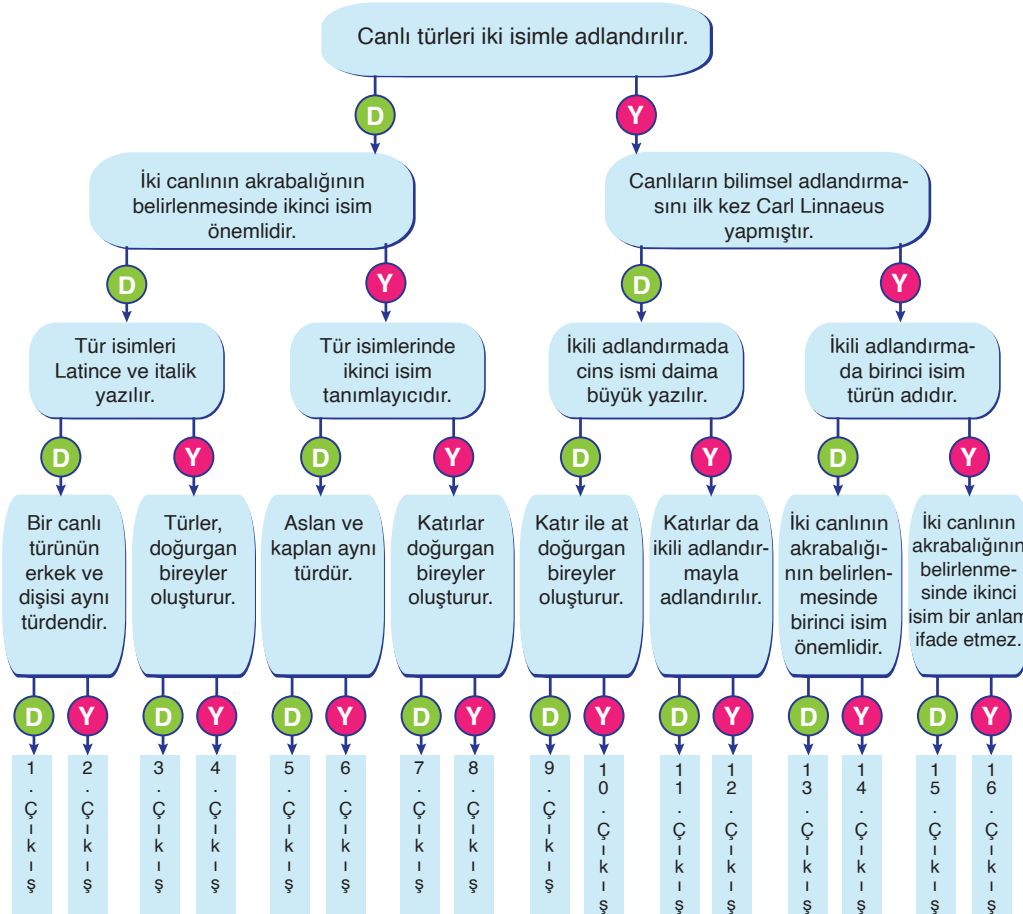 Canlı türleri iki isimle adlandırılır.
D
Y
İki canlının akrabalığının
belirlenmesinde ikinci isim
önemlidir.
Canlıların bilimsel adlandırma-
sını ilk kez Carl Linnaeus
yapmıştır.
D
Y
D
Y
Tür isimleri
Latince ve italik
yazılır.
Tür isimlerinde
ikinci isim
tanımlayıcıdır.
İkili adlandırmada
cins ismi daima
büyük yazılır.
İkili adlandırma-
da birinci isim
türün adıdır.
D
Y
D
Y
D
Y
D
Y
Bir canlı
türünün
erkek ve
dişisi aynı
türdendir.
Türler,
doğurgan
bireyler
oluşturur.
Aslan ve
kaplan aynı
türdür.
Katırlar
doğurgan
bireyler
oluşturur.
Katır ile at
doğurgan
bireyler
oluşturur.
Katırlar da
ikili adlandır-
mayla
adlandırılır.
İki canlının
akrabalığı-
nın belirlen-
mesinde
birinci isim
önemlidir.
İki canlının
akrabalığının
belirlenme-
sinde ikinci
isim bir anlam
ifade etmez.
D
Y
D
Y
D
Y
D
Y
D
Y
D
Y
D
Y
D
Y
1. Çıkış
2. Çıkış
3. Çıkış
4. Çıkış
5. Çıkış
6. Çıkış
7. Çıkış
8. Çıkış
9. Çıkış
10. Çıkış
11. Çıkış
12. Çıkış
13. Çıkış
14. Çıkış
15. Çıkış
16. Çıkış